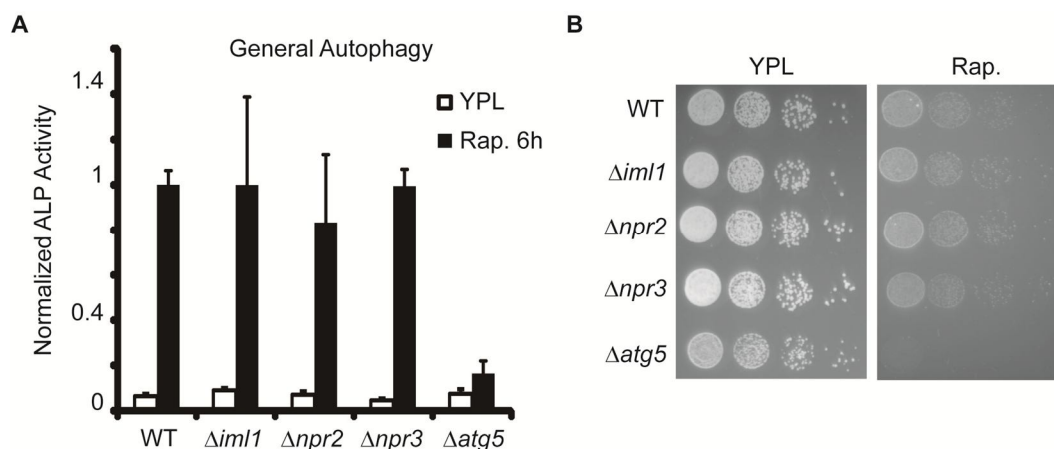 A
General Autophagy
Normalized ALP Activity
1.4
1
0.4
0
YPL
Rap. 6h
WT
Δiml1
Δnpr2
Δnpr3
Δatg5
B
YPL
Rap.
WT
Δiml1
Δnpr2
Δnpr3
Δatg5